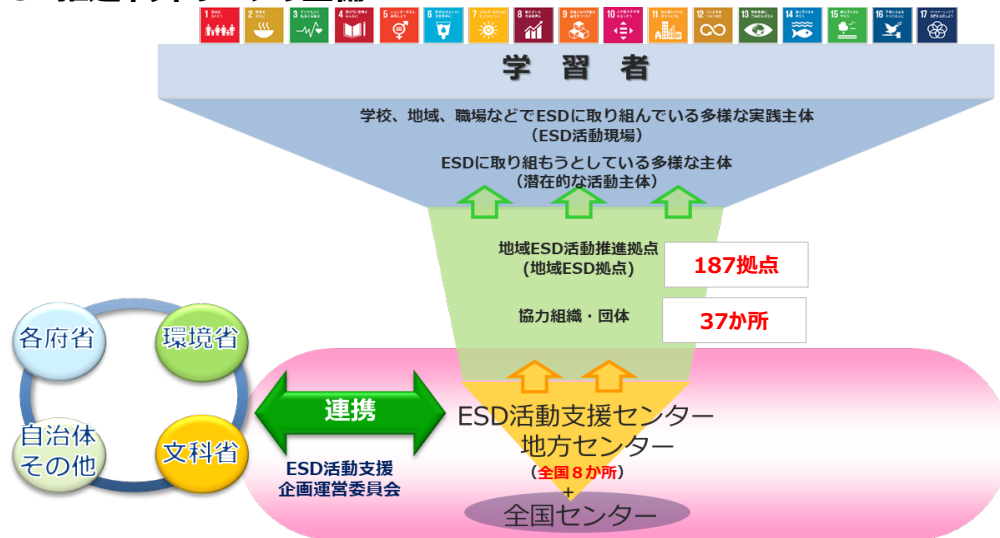 学 習 者
学校、地域、職場などでESDに取り組んでいる多様な実践主体
（ESD活動現場）
ESDに取り組もうとしている多様な主体
（潜在的な活動主体）
地域ESD活動推進拠点
(地域ESD拠点)
187拠点
協力組織・団体
37か所
各府省
環境省
自治体
その他
文科省
連携
ESD活動支援
企画運営委員会
ESD活動支援センター
地方センター
（全国８か所）
+
全国センター